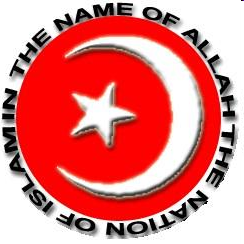 IN THE NAME OF ALLAH
THE NATION OF ISLAM